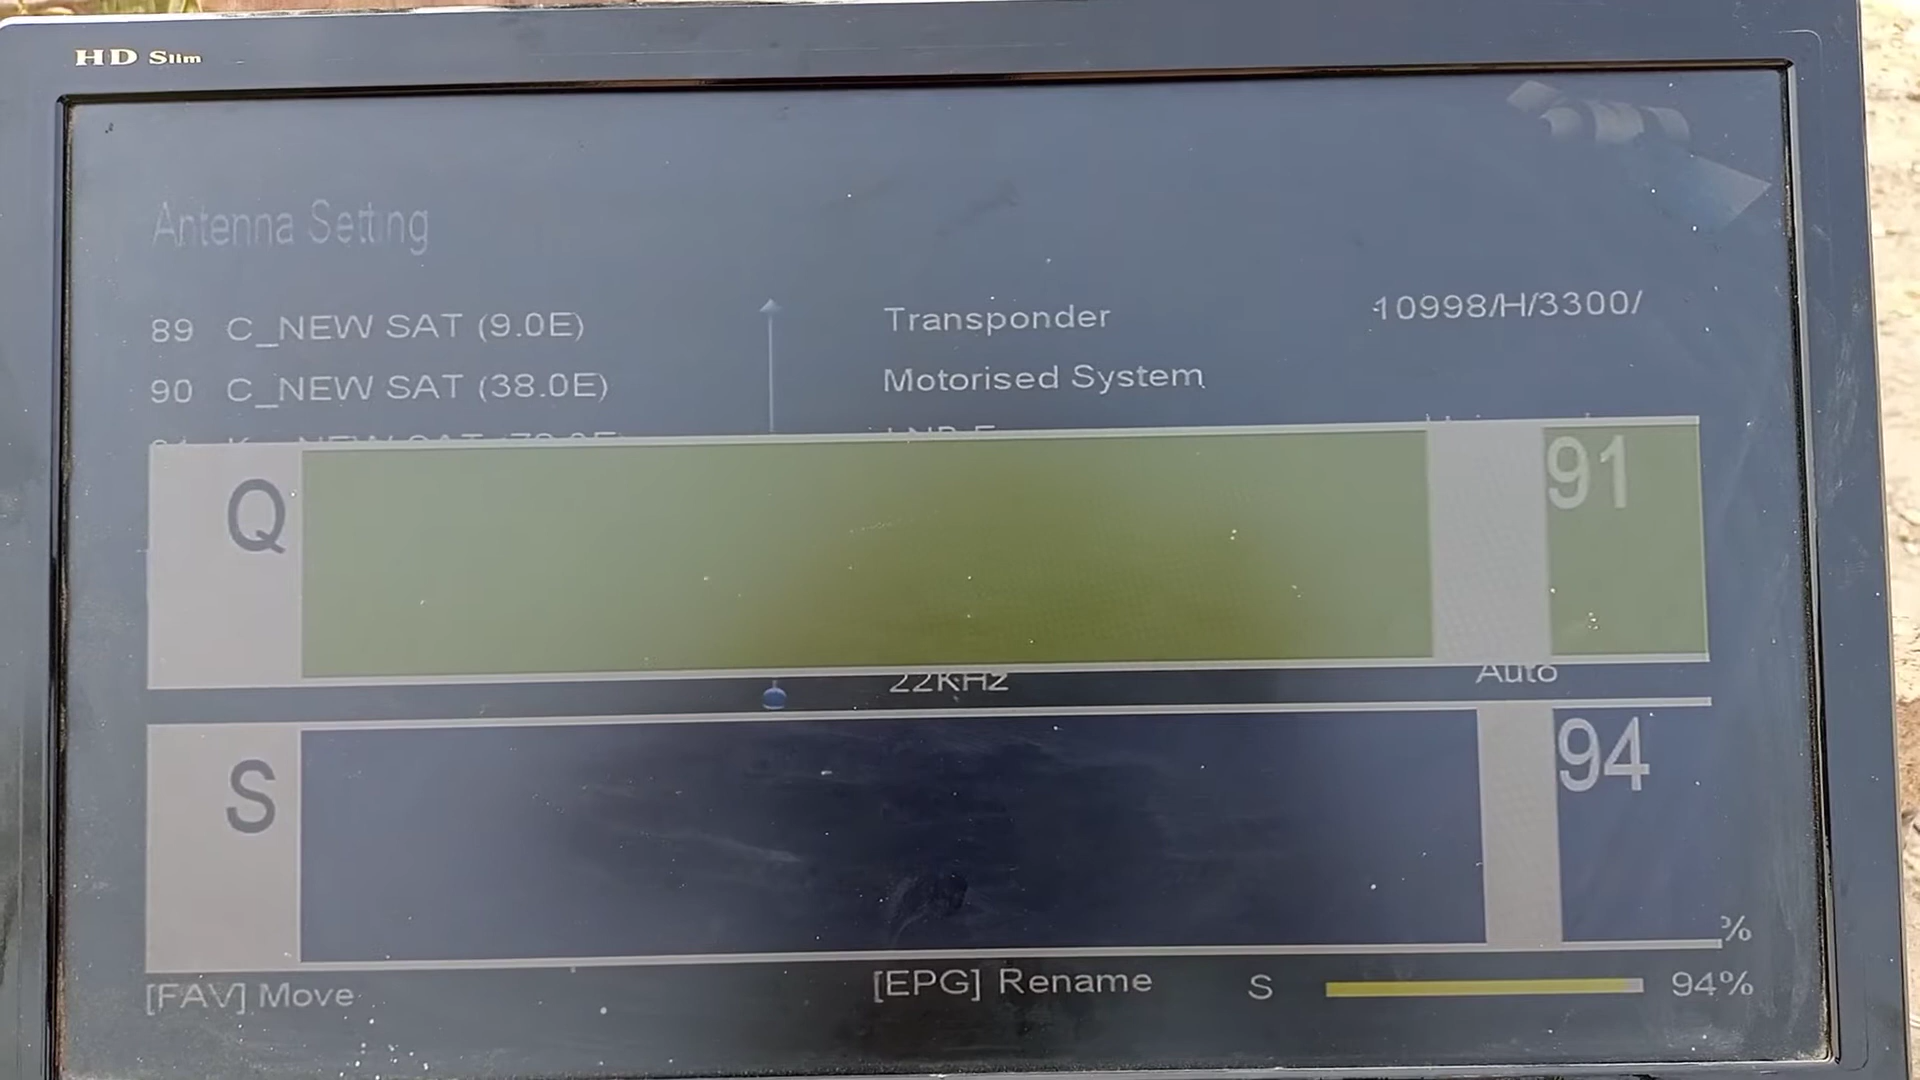 HD Slim
Antenna Setting
89 C_NEW SAT (9.0E)
Transponder
10998/H/3300/
90 C_NEW SAT (38.0E)
Motorised System
Q
91
22KHz
Auto
S
94
%
[FAV] Move
[EPG] Rename
S
94%